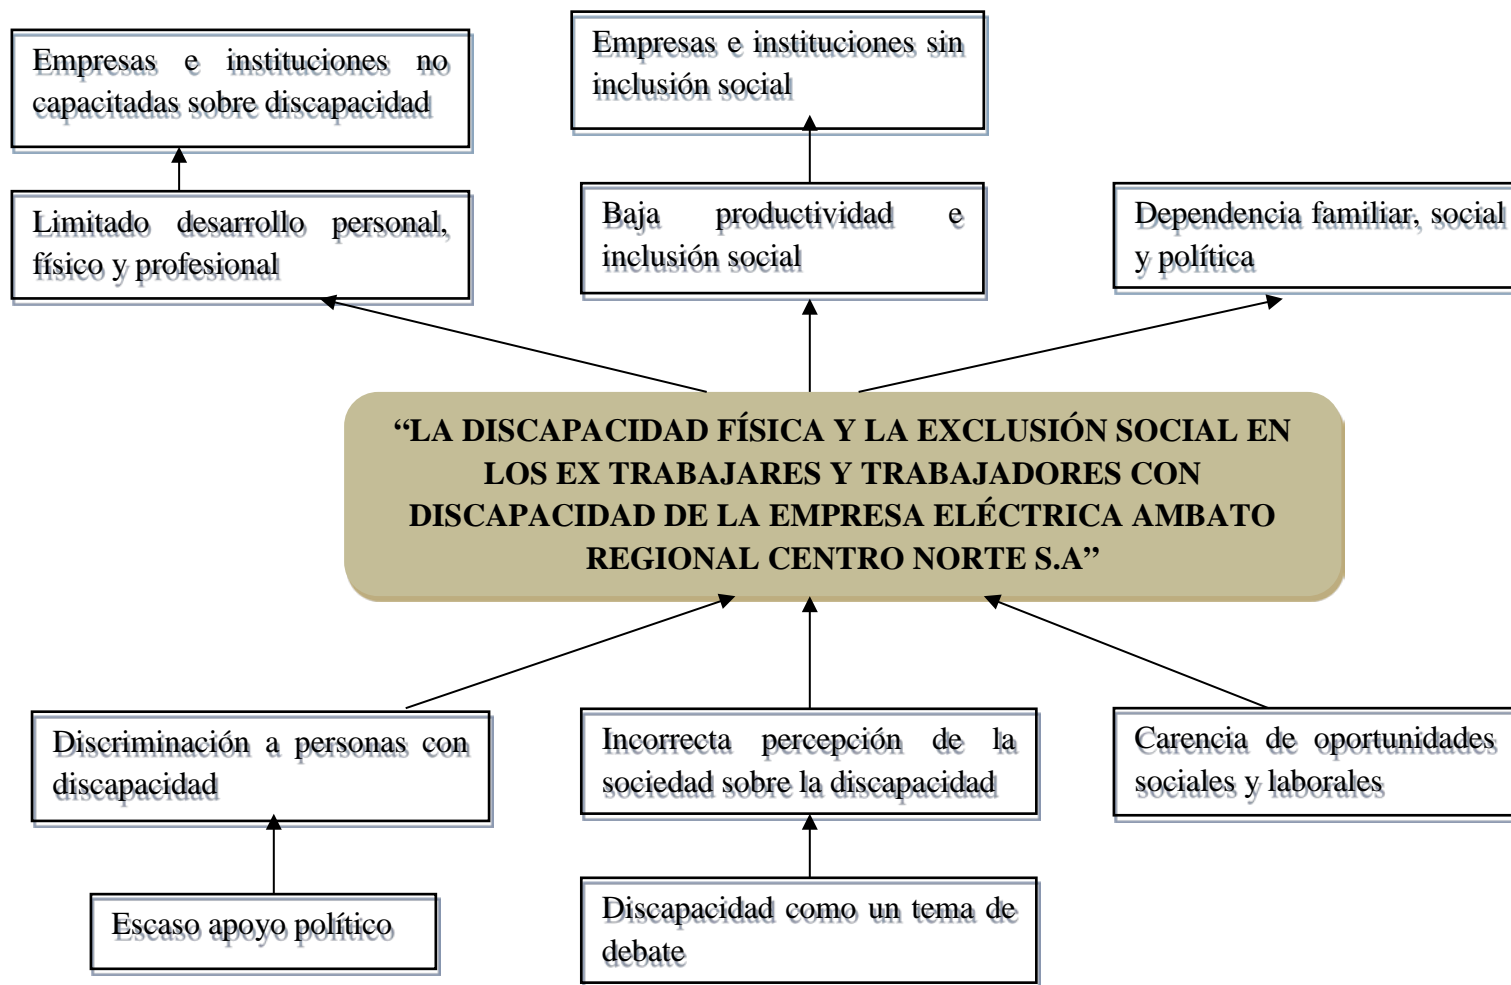 Empresas e instituciones no
capacitadas sobre discapacidad
Empresas e instituciones sin
inclusión social
Limitado desarrollo personal,
físico y profesional
Baja productividad e
inclusión social
Dependencia familiar, social
y política
“LA DISCAPACIDAD FÍSICA Y LA EXCLUSIÓN SOCIAL EN
LOS EX TRABAJARES Y TRABAJADORES CON
DISCAPACIDAD DE LA EMPRESA ELÉCTRICA AMBATO
REGIONAL CENTRO NORTE S.A”
Discriminación a personas con
discapacidad
Incorrecta percepción de la
sociedad sobre la discapacidad
Carencia de oportunidades
sociales y laborales
Escaso apoyo político
Discapacidad como un tema de
debate